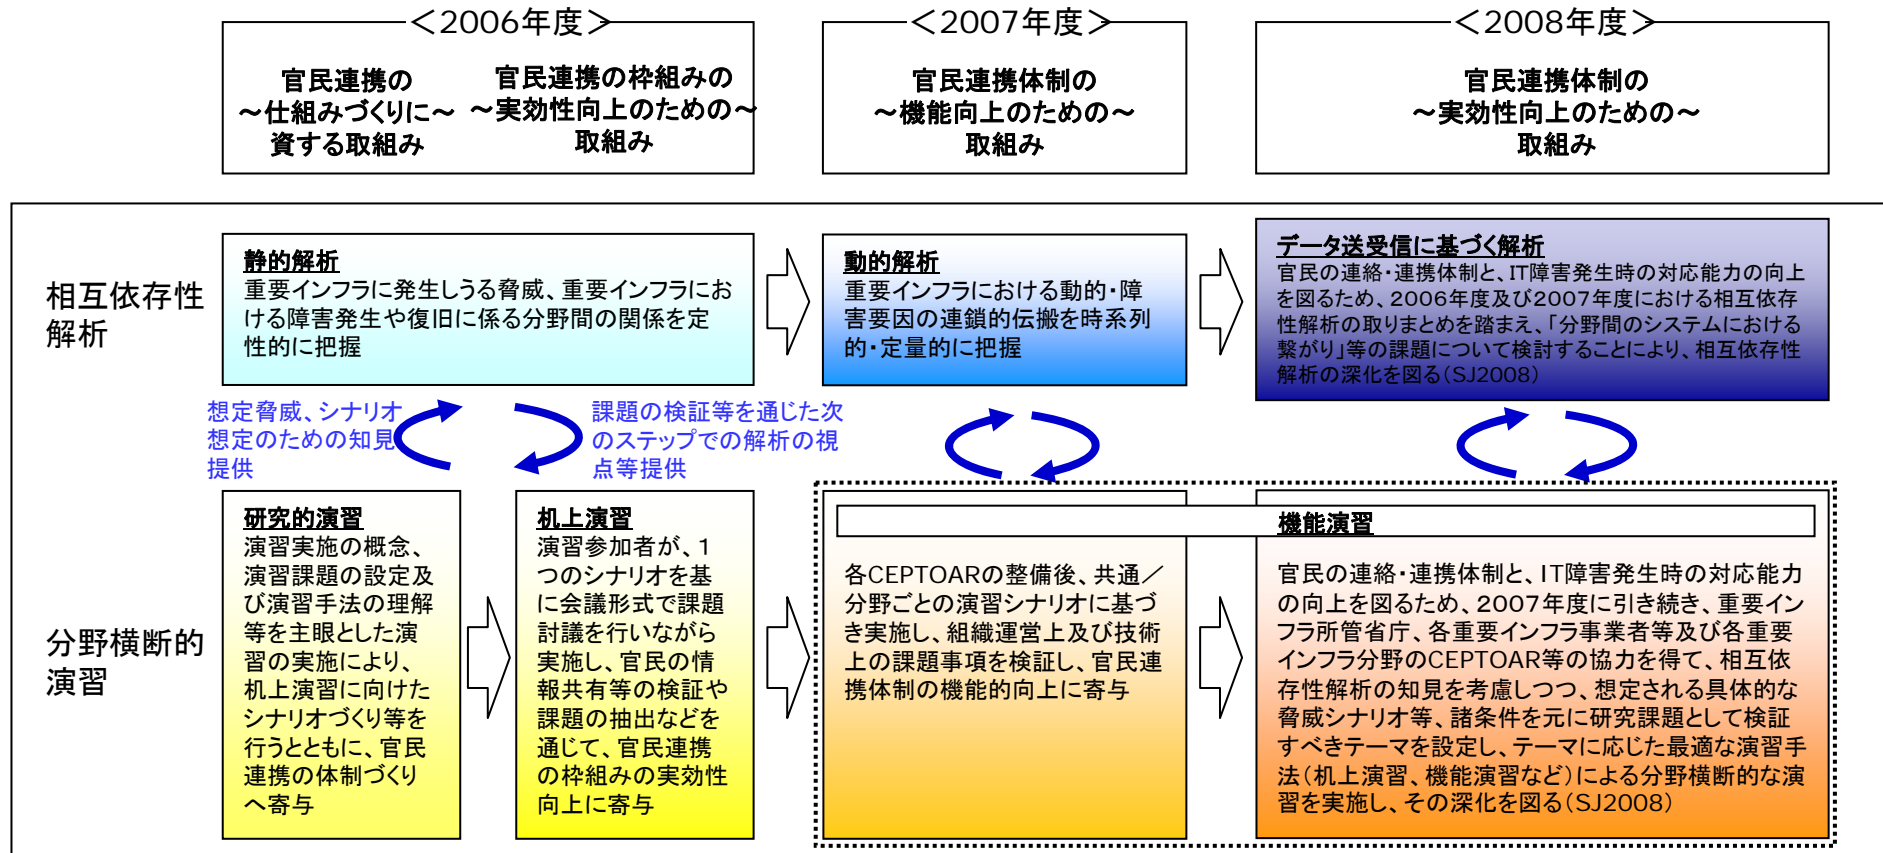 ＜2006年度＞
官民連携の
～仕組みづくりに～
資する取組み
官民連携の枠組みの
～実効性向上のための～
取組み
＜2007年度＞
官民連携体制の
～機能向上のための～
取組み
＜2008年度＞
官民連携体制の
～実効性向上のための～
取組み
相互依存性
解析
静的解析
重要インフラに発生しうる脅威、重要インフラにお
ける障害発生や復旧に係る分野間の関係を定
性的に把握
動的解析
重要インフラにおける動的・障
害要因の連鎖的伝搬を時系列
的・定量的に把握
データ送受信に基づく解析
官民の連絡・連携体制と、IT障害発生時の対応能力の向上
を図るため、2006年度及び2007年度における相互依存
性解析の取りまとめを踏まえ、「分野間のシステムにおける
繋がり」等の課題について検討することにより、相互依存性
解析の深化を図る（SJ2008）
想定脅威、シナリオ
想定のための知見
提供
課題の検証等を通じた次
のステップでの解析の視
点等提供
分野横断的
演習
研究的演習
演習実施の概念、
演習課題の設定及
び演習手法の理解
等を主眼とした演
習の実施により、
机上演習に向けた
シナリオづくり等を
行うとともに、官民
連携の体制づくり
へ寄与
机上演習
演習参加者が、１
つのシナリオを基
に会議形式で課題
討議を行いながら
実施し、官民の情
報共有等の検証や
課題の抽出などを
通じて、官民連携
の枠組みの実効性
向上に寄与
機能演習
各CEPTOARの整備後、共通／
分野ごとの演習シナリオに基づ
き実施し、組織運営上及び技術
上の課題事項を検証し、官民連
携体制の機能的向上に寄与
官民の連絡・連携体制と、IT障害発生時の対応能力
の向上を図るため、2007年度に引き続き、重要イン
フラ所管省庁、各重要インフラ事業者等及び各重要
インフラ分野のCEPTOAR等の協力を得て、相互依
存性解析の知見を考慮しつつ、想定される具体的な
脅威シナリオ等、諸条件を元に研究課題として検証
すべきテーマを設定し、テーマに応じた最適な演習手
法（机上演習、機能演習など）による分野横断的な演
習を実施し、その深化を図る（SJ2008）